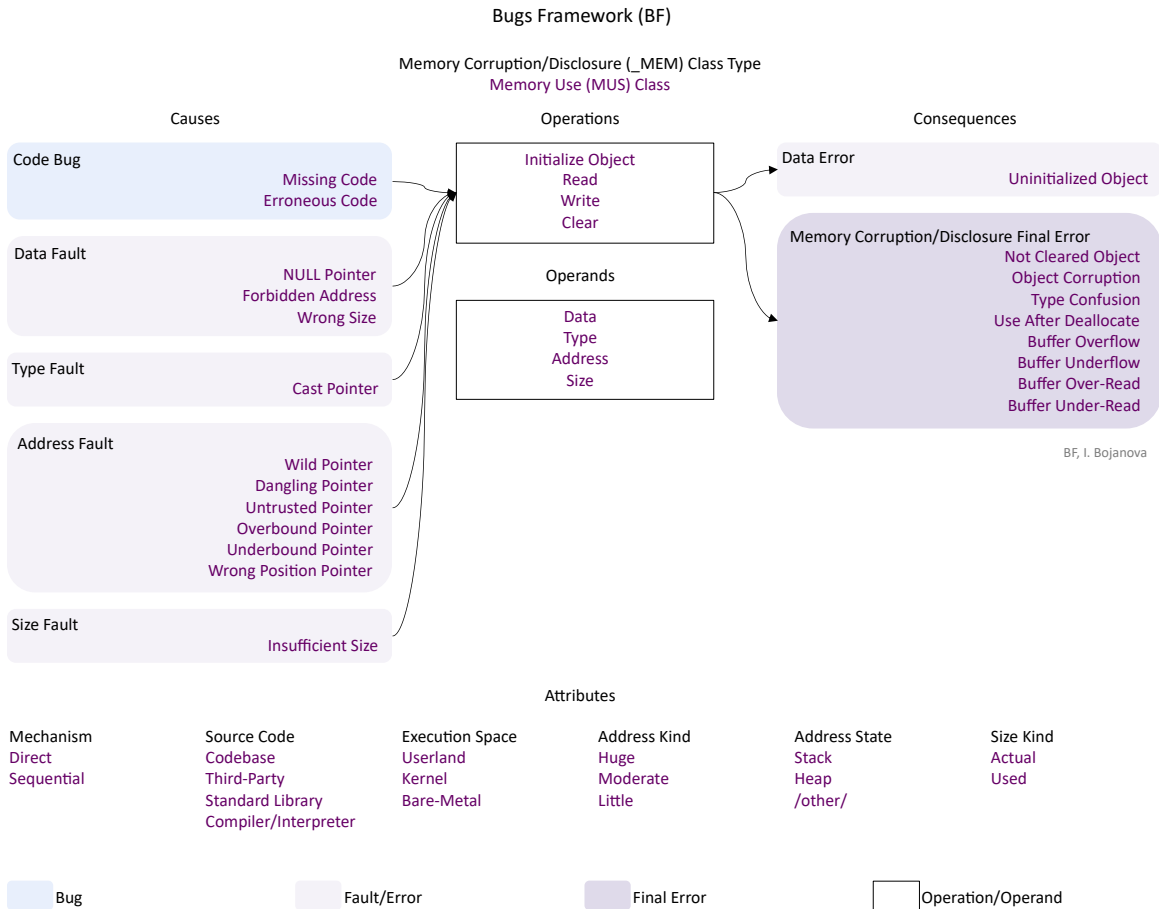 Bugs Framework (BF)
Memory Corruption/Disclosure (_MEM) Class Type
Memory Use (MUS) Class
Causes
Code Bug
Missing Code
Erroneous Code
Data Fault
NULL Pointer
Forbidden Address
Wrong Size
Type Fault
Cast Pointer
Address Fault
Wild Pointer
Dangling Pointer
Untrusted Pointer
Overbound Pointer
Underbound Pointer
Wrong Position Pointer
Size Fault
Insufficient Size
Operations
Initialize Object
Read
Write
Clear
Operands
Data
Type
Address
Size
Consequences
Data Error
Uninitialized Object
Memory Corruption/Disclosure Final Error
Not Cleared Object
Object Corruption
Type Confusion
Use After Deallocate
Buffer Overflow
Buffer Underflow
Buffer Over-Read
Buffer Under-Read
BF, I. Bojanova
Attributes
Mechanism
Direct
Sequential
Source Code
Codebase
Third-Party
Standard Library
Compiler/Interpreter
Execution Space
Userland
Kernel
Bare-Metal
Address Kind
Huge
Moderate
Little
Address State
Stack
Heap
/other/
Size Kind
Actual
Used
Bug
Fault/Error
Final Error
Operation/Operand